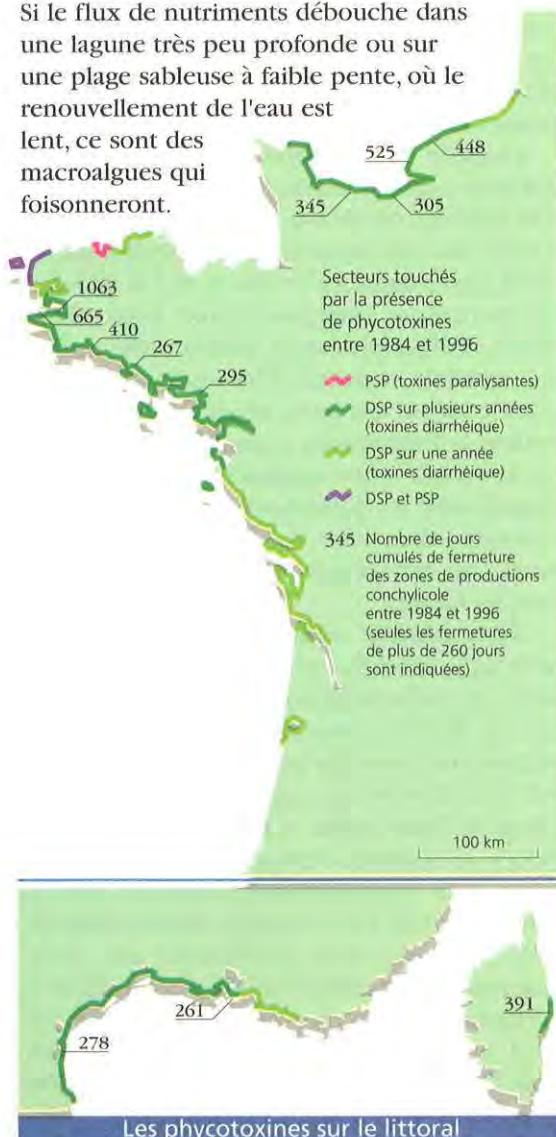 Si le flux de nutriments débouche dans
une lagune très peu profonde ou sur
une plage sableuse à faible pente, où le
renouvellement de l'eau est
lent, ce sont des
macroalgues qui
foisonneront.
525
448
345
305
1063
665
410
267
295
Secteurs touchés
par la présence
de phycotoxines
entre 1984 et 1996
PSP (toxines paralysantes)
DSP sur plusieurs années
(toxines diarrhéique)
DSP sur une année
(toxines diarrhéique)
DSP et PSP
345 Nombre de jours
cumulés de fermeture
des zones de productions
conchylicole
entre 1984 et 1996
(seules les fermetures
de plus de 260 jours
sont indiquées)
100 km
261
278
391
Les phycotoxines sur le littoral